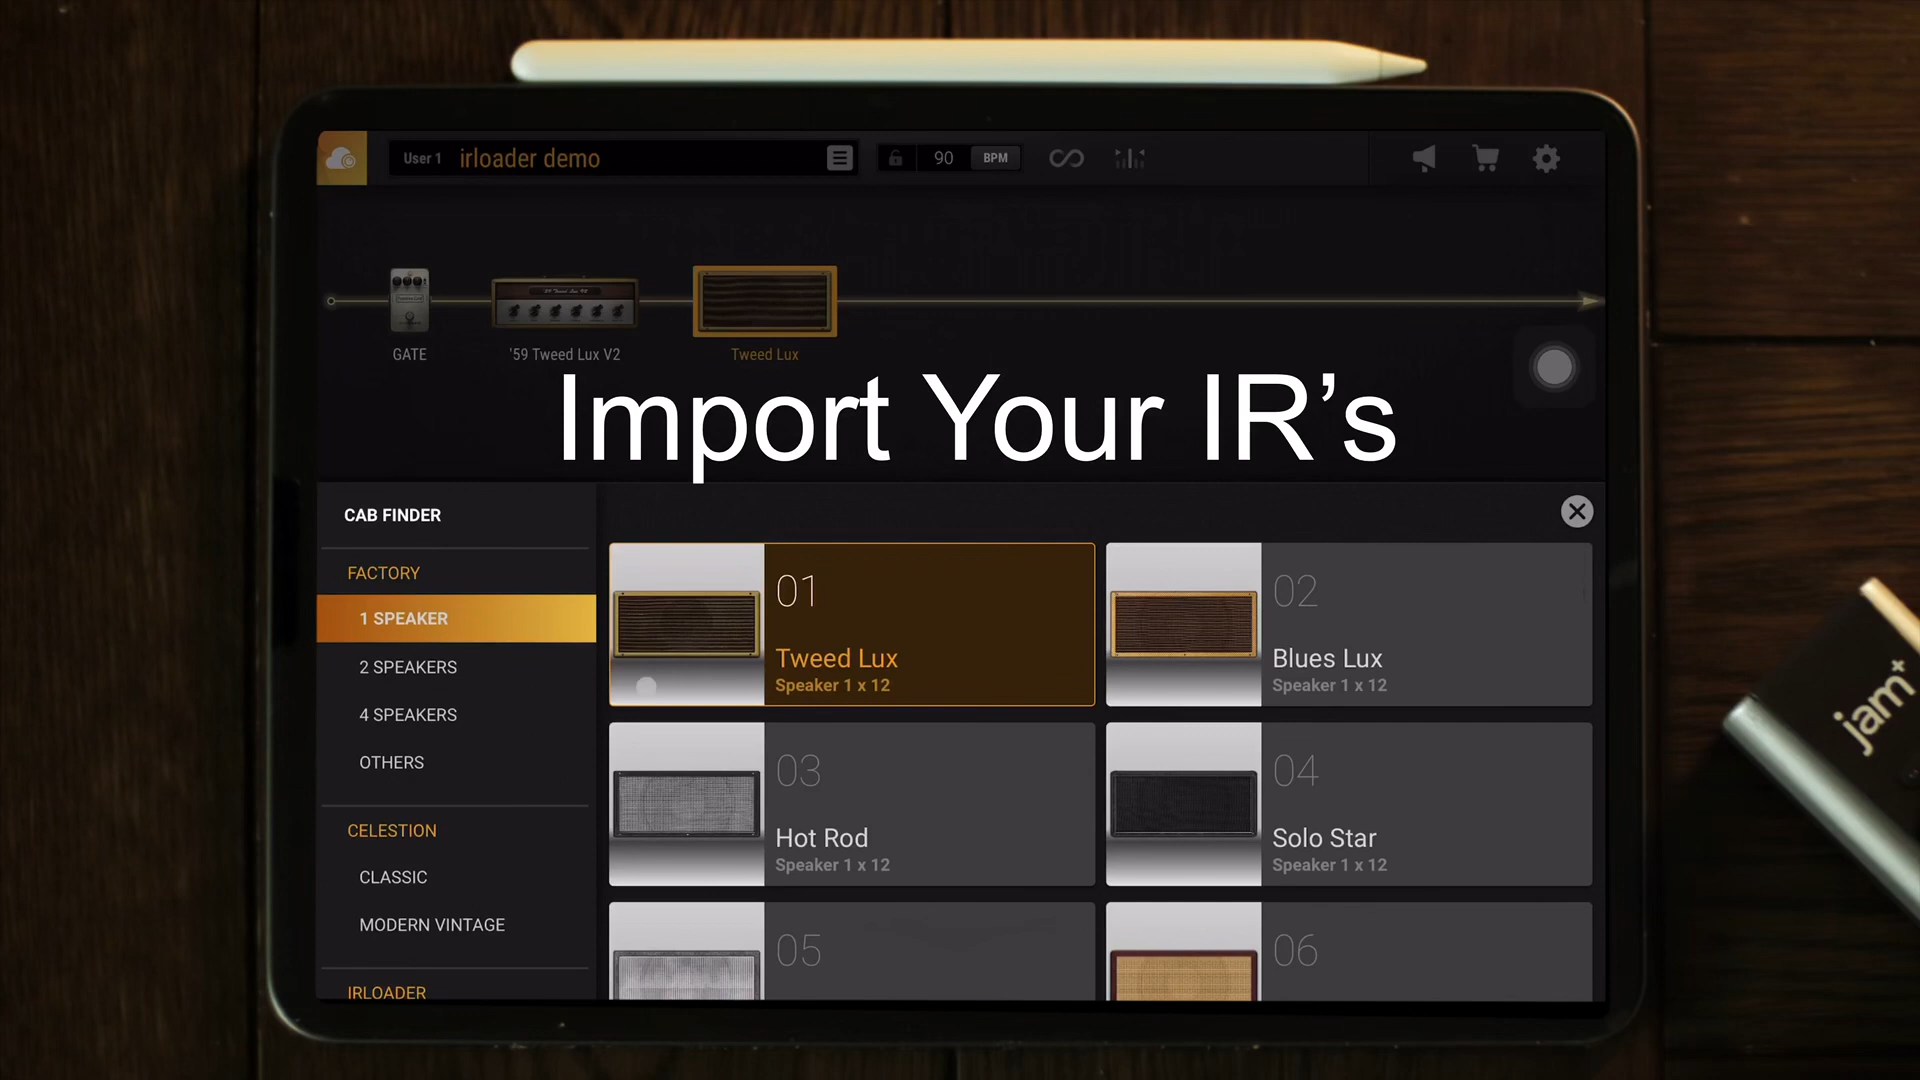 User 1 irloader demo 90 BPM
GATE '59 Tweed Lux V2 Tweed Lux
Import Your IR’s
CAB FINDER
FACTORY
1 SPEAKER
2 SPEAKERS
4 SPEAKERS
OTHERS
CELESTION
CLASSIC
MODERN VINTAGE
IRLOADER
01
Tweed Lux
Speaker 1 x 12
02
Blues Lux
Speaker 1 x 12
03
Hot Rod
Speaker 1 x 12
04
Solo Star
Speaker 1 x 12
05
06
jam+